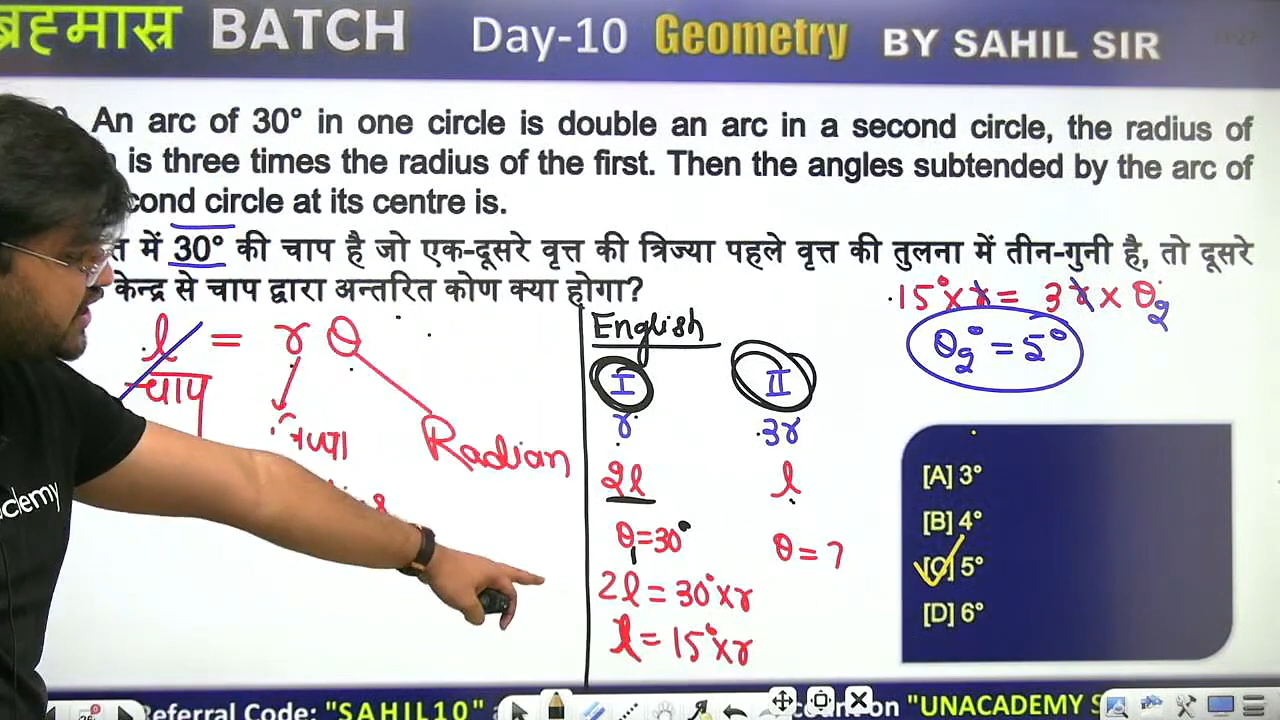 ब्रह्मास्र BATCH Day-10 Geometry BY SAHIL SIR
An arc of 30° in one circle is double an arc in a second circle, the radius of
is three times the radius of the first. Then the angles subtended by the arc of
cond circle at its centre is.
में 30° की चाप है जो एक-दूसरे वृत्त की त्रिज्या पहले वृत्त की तुलना में तीन-गुनी है, तो दूसरे
केन्द्र से चाप द्वारा अन्तरित कोण क्या होगा?
15° × r = 3r × θ2
θ2° = 5°
l = r θ
चाप
Radian
English
I II
r 3r
2l l
θ=30° θ = ?
2l = 30° × r
l = 15° × r
[A] 3°
[B] 4°
[C] 5°
[D] 6°
cademy
eferral Code: "SAHIL10" a
on "UNACADEMY S